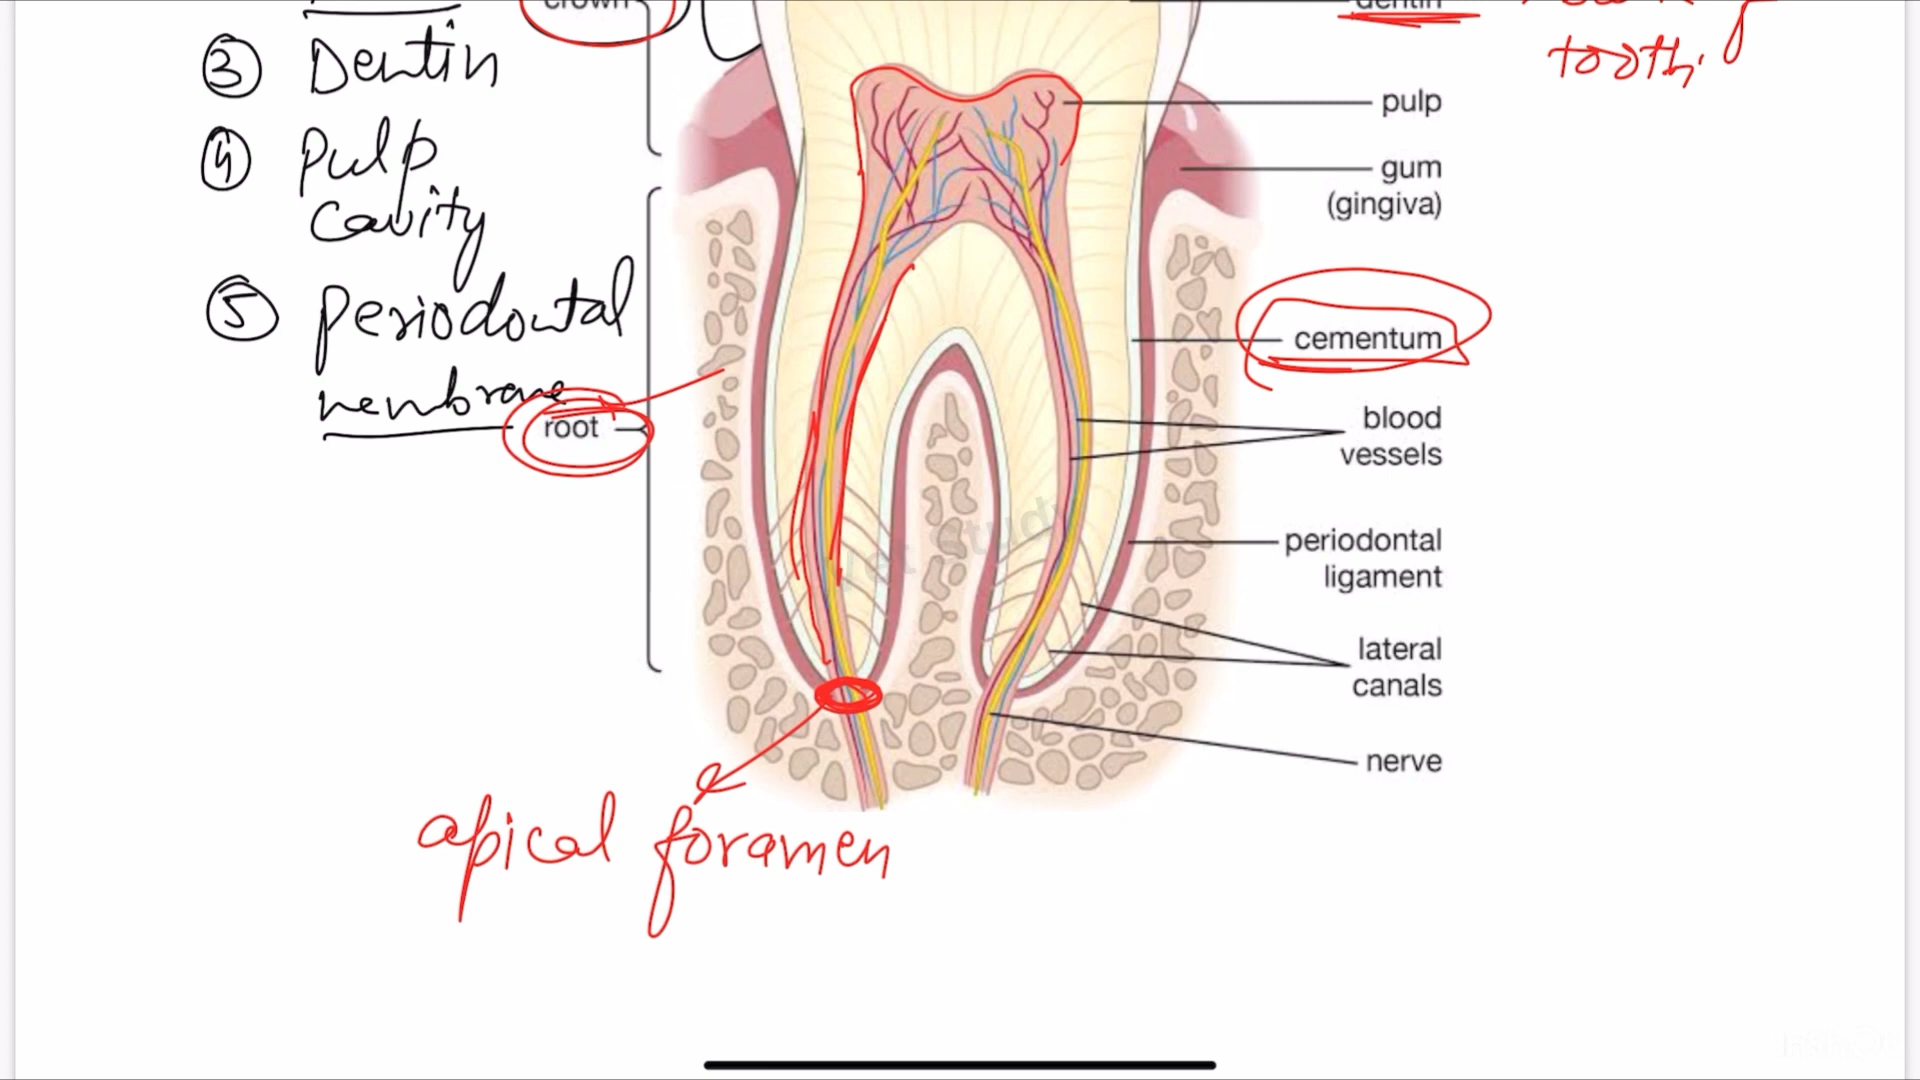 crown
③ Dentin
④ Pulp
Cavity
⑤ Periodontal
nenbrane
root
dentin
tooth.
pulp
gum
(gingiva)
cementum
blood
vessels
periodontal
ligament
lateral
canals
nerve
apical foramen